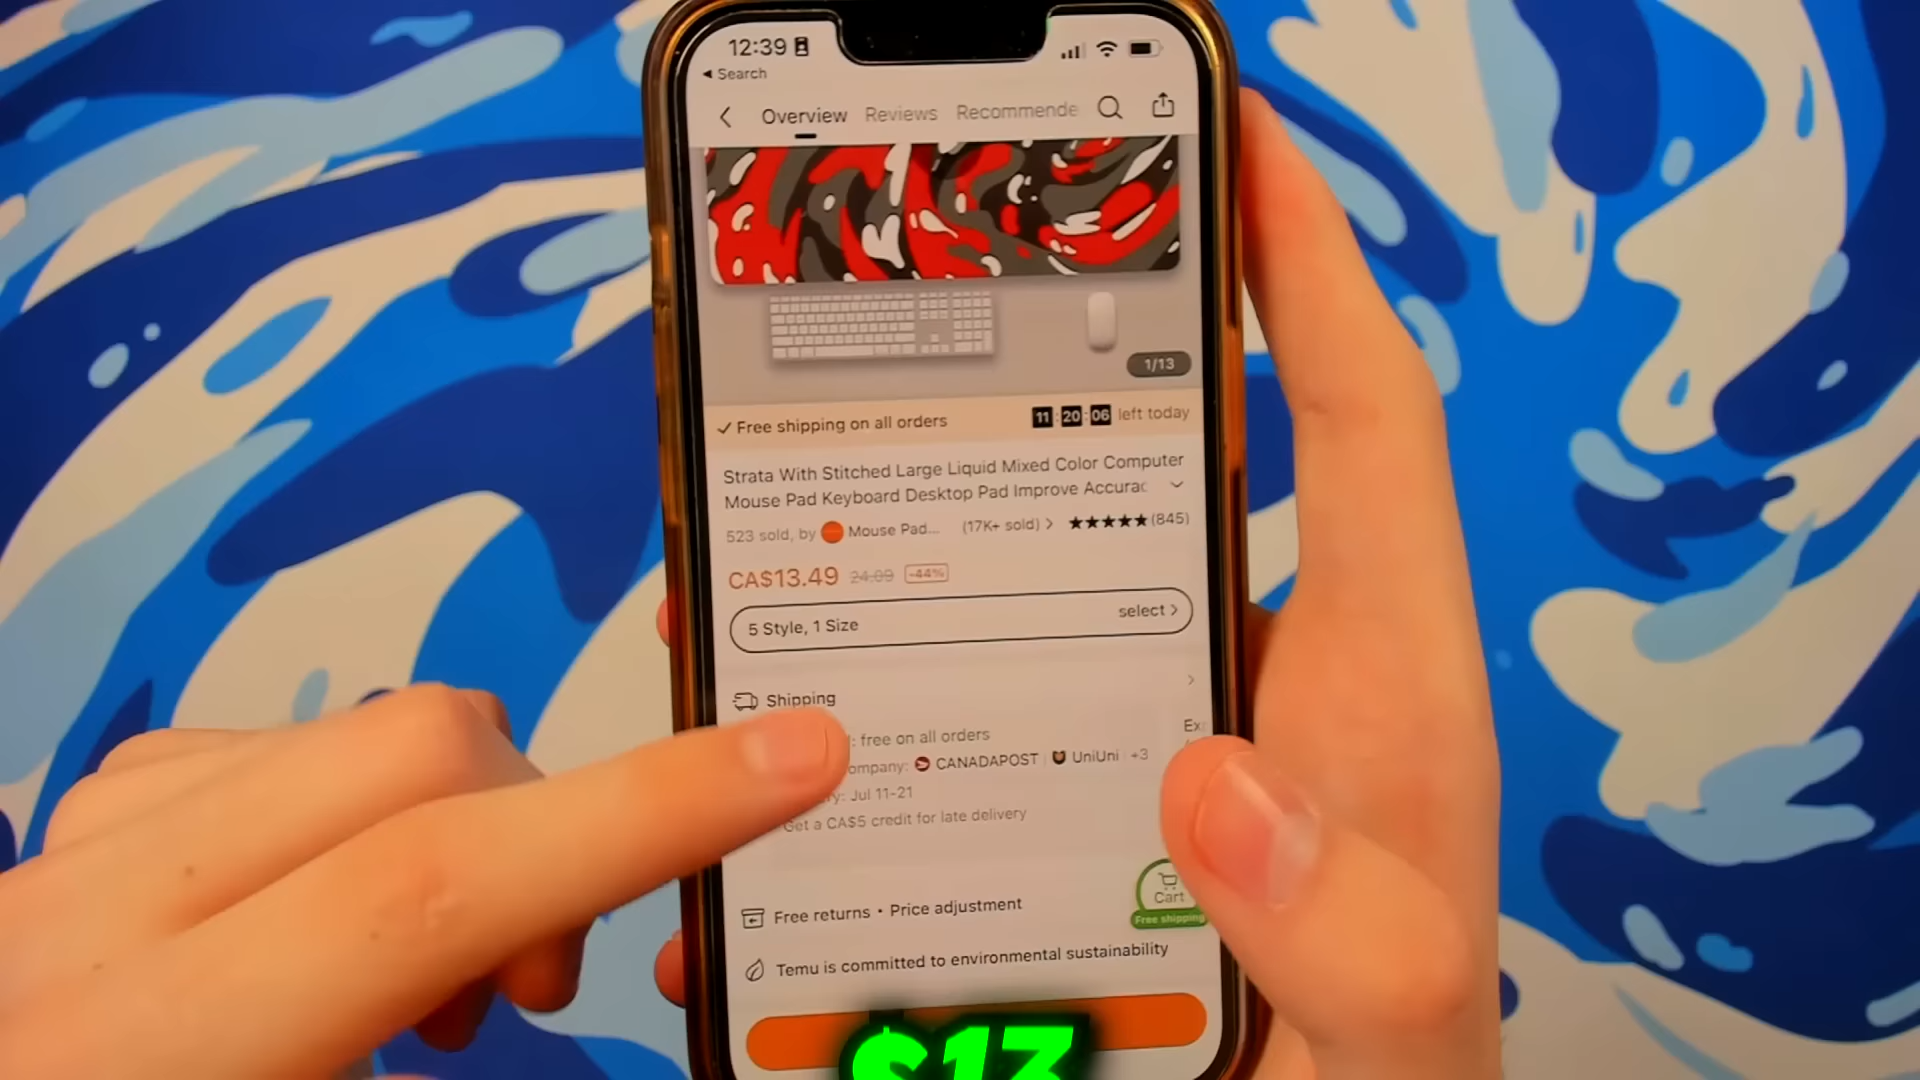 12:39
Search
Overview Reviews Recommende
1/13
Free shipping on all orders 11:20:06 left today
Strata With Stitched Large Liquid Mixed Color Computer
Mouse Pad Keyboard Desktop Pad Improve Accurac
523 sold, by Mouse Pad... (17K+ sold) > ★★★★★(845)
CA$13.49 24.09 -44%
5 Style, 1 Size select >
Shipping
: free on all orders Ex
ompany: CANADAPOST | UniUni +3
ry: Jul 11-21
Get a CA$5 credit for late delivery
Cart
Free returns • Price adjustment
Free shipping
Temu is committed to environmental sustainability
$13